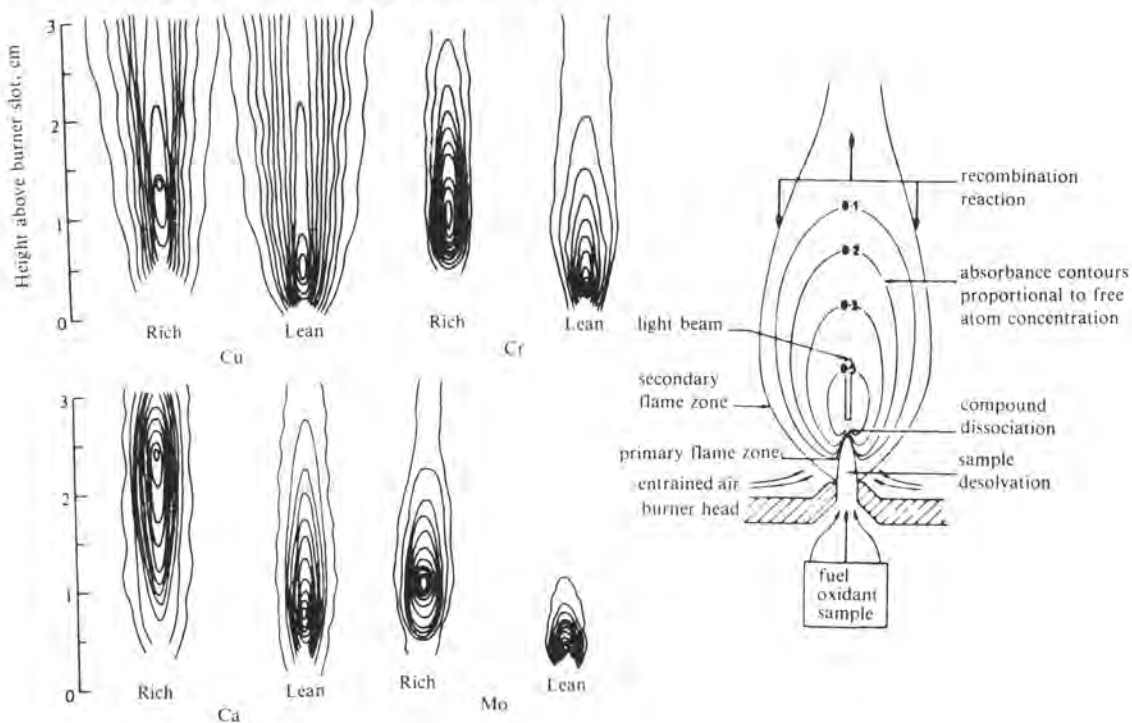 Height above burner slot, cm
3
2
1
0
Rich
Lean
Cu
Rich
Lean
Cr
3
2
1
0
Rich
Lean
Ca
Rich
Lean
Mo
recombination
reaction
0·1
0·2
absorbance contours
proportional to free
atom concentration
light beam
secondary
flame zone
compound
dissociation
primary flame zone
sample
desolvation
entrained air
burner head
fuel
oxidant
sample